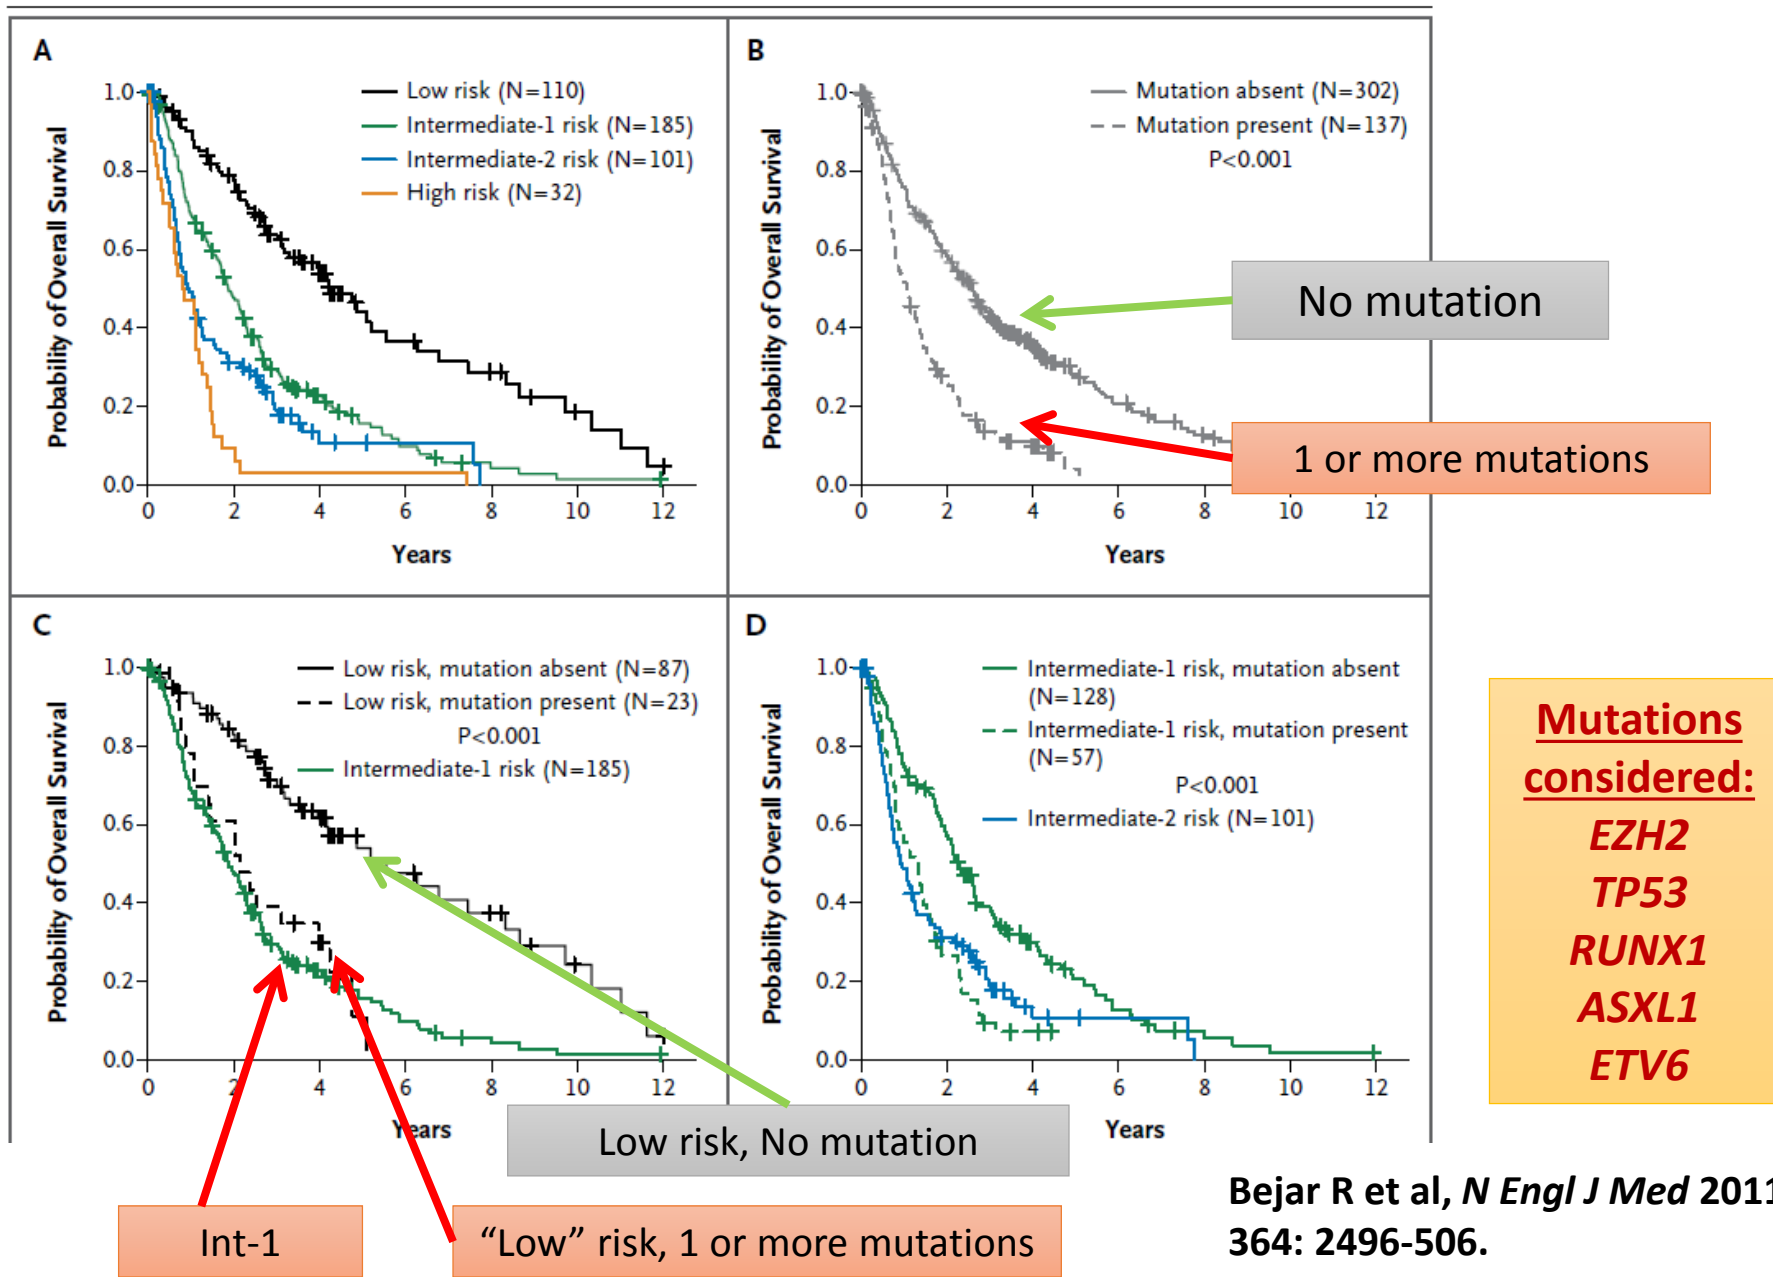 A
Probability of Overall Survival
1.0
0.8
0.6
0.4
0.2
0.0
0 2 4 6 8 10 12
Years
Low risk (N=110)
Intermediate-1 risk (N=185)
Intermediate-2 risk (N=101)
High risk (N=32)
B
Probability of Overall Survival
1.0
0.8
0.6
0.4
0.2
0.0
0 2 4 6 8 10 12
Years
Mutation absent (N=302)
Mutation present (N=137)
P<0.001
No mutation
1 or more mutations
C
Probability of Overall Survival
1.0
0.8
0.6
0.4
0.2
0.0
0 2 4 6 8 10 12
Years
Low risk, mutation absent (N=87)
Low risk, mutation present (N=23)
P<0.001
Intermediate-1 risk (N=185)
Low risk, No mutation
Int-1
“Low” risk, 1 or more mutations
D
Probability of Overall Survival
1.0
0.8
0.6
0.4
0.2
0.0
0 2 4 6 8 10 12
Years
Intermediate-1 risk, mutation absent
(N=128)
Intermediate-1 risk, mutation present
(N=57)
P<0.001
Intermediate-2 risk (N=101)
Mutations
considered:
EZH2
TP53
RUNX1
ASXL1
ETV6
Bejar R et al, N Engl J Med 2011
364: 2496-506.